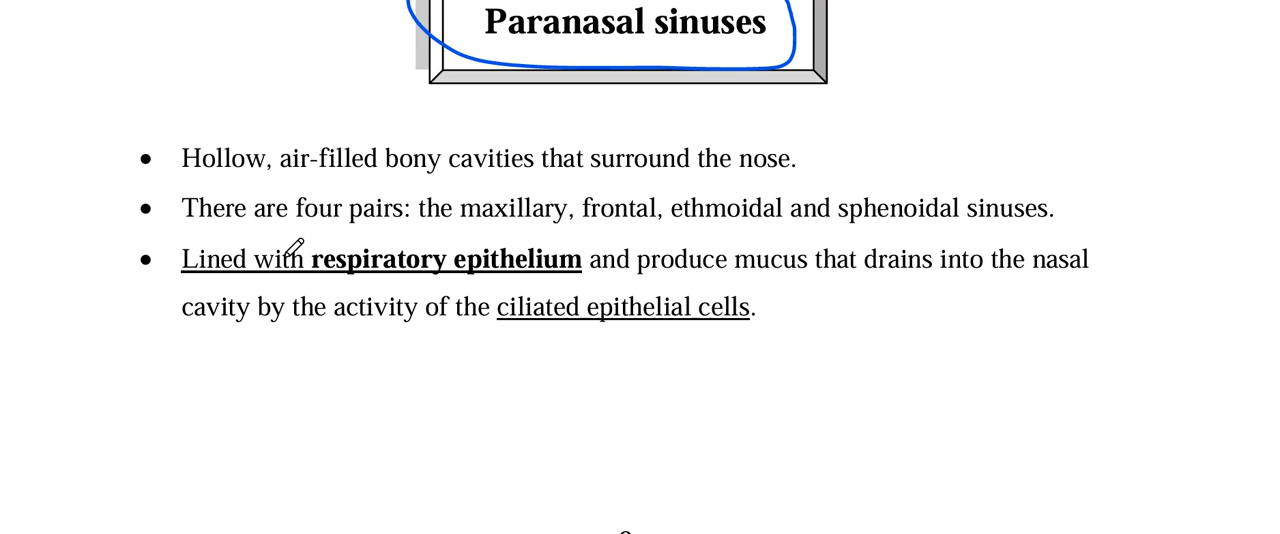 Paranasal sinuses
• Hollow, air-filled bony cavities that surround the nose.
• There are four pairs: the maxillary, frontal, ethmoidal and sphenoidal sinuses.
• Lined with respiratory epithelium and produce mucus that drains into the nasal
cavity by the activity of the ciliated epithelial cells.